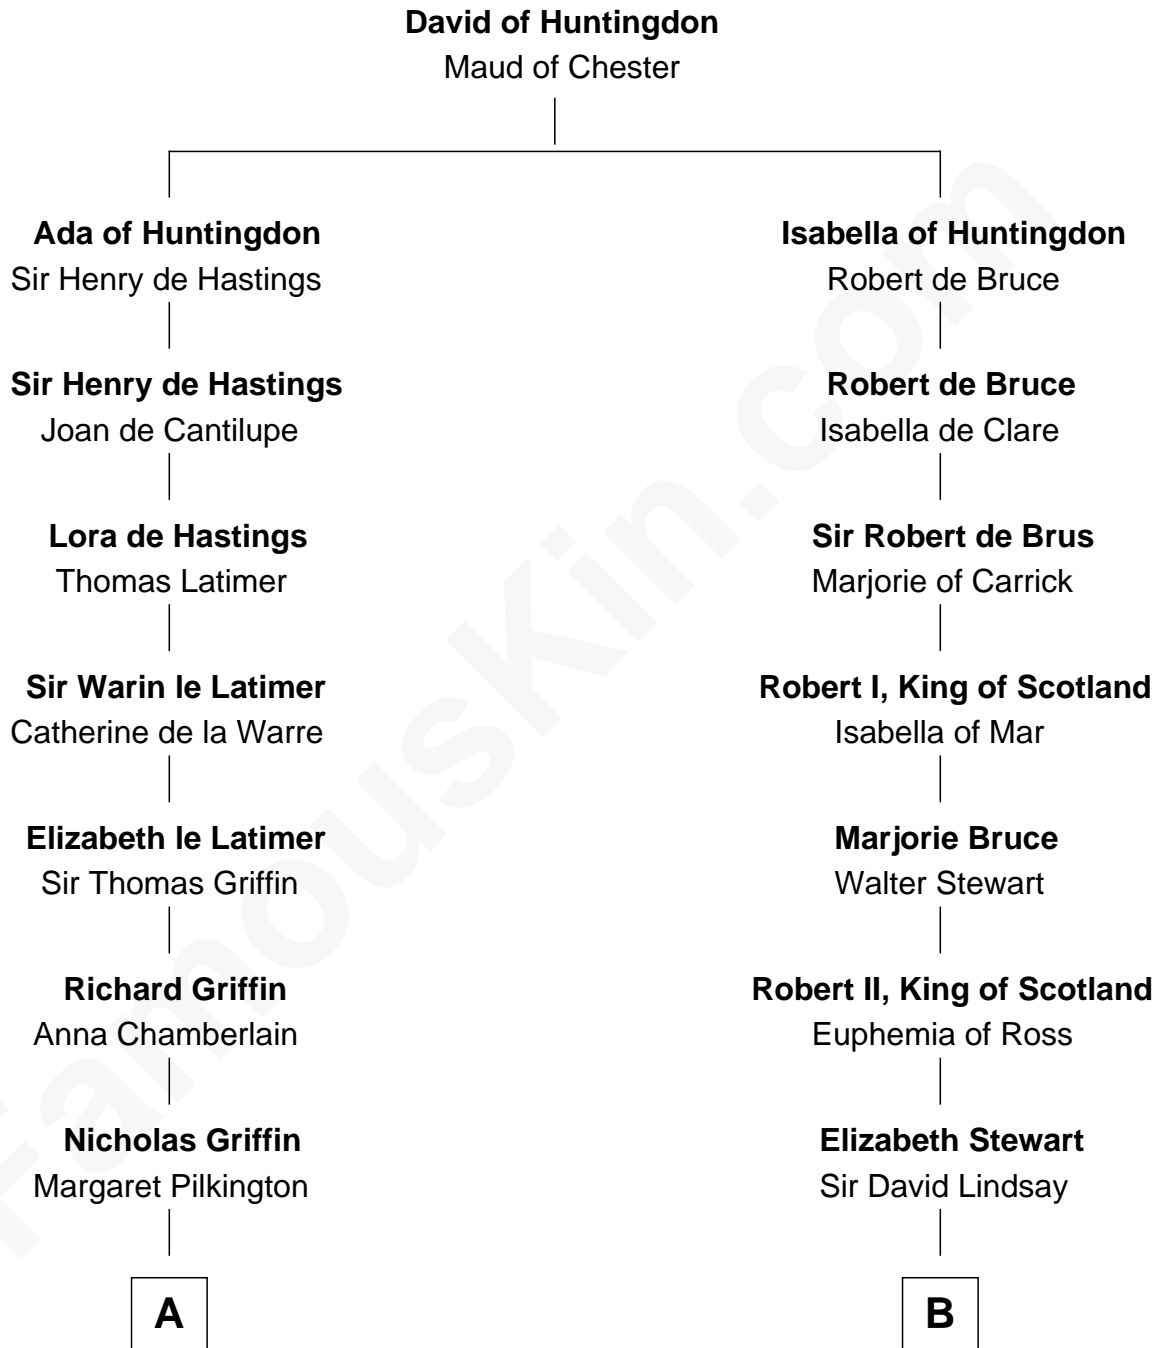 David of Huntingdon
Maud of Chester
Ada of Huntingdon
Sir Henry de Hastings
Isabella of Huntingdon
Robert de Bruce
Sir Henry de Hastings
Joan de Cantilupe
Robert de Bruce
Isabella de Clare
Lora de Hastings
Thomas Latimer
Sir Robert de Brus
Marjorie of Carrick
Sir Warin le Latimer
Catherine de la Warre
Robert I, King of Scotland
Isabella of Mar
Elizabeth le Latimer
Sir Thomas Griffin
Marjorie Bruce
Walter Stewart
Richard Griffin
Anna Chamberlain
Robert II, King of Scotland
Euphemia of Ross
Nicholas Griffin
Margaret Pilkington
Elizabeth Stewart
Sir David Lindsay
A
B
FamousKin.com